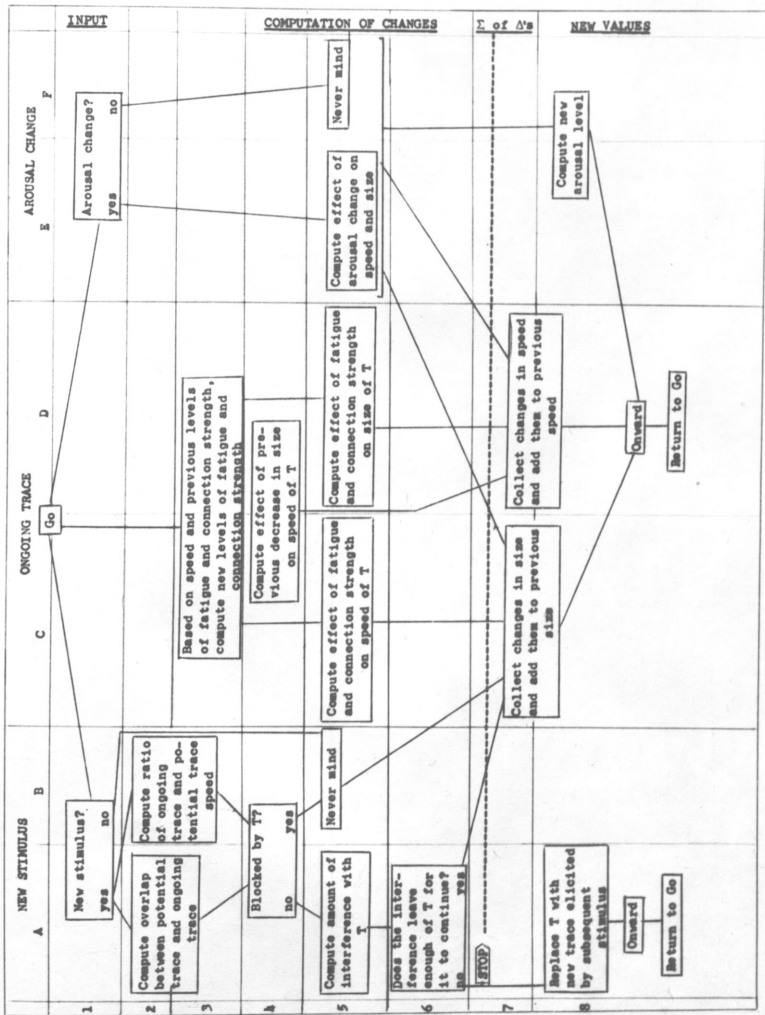 NEW STIMULUS
ONGOING TRACE
AROUSAL CHANGE
A
B
C
D
E
F
INPUT
COMPUTATION OF CHANGES
Σ of Δ's
NEW VALUES
1
2
3
4
5
6
7
8
Go
New stimulus?
yes no
Arousal change?
yes no
Compute overlap
between potential
trace and ongoing
trace
Compute ratio
of ongoing
trace and po-
tential trace
speed
Based on speed and previous levels
of fatigue and connection strength,
compute new levels of fatigue and
connection strength
Blocked by T?
no yes
Compute effect of pre-
vious decrease in size
on speed of T
Compute amount of
interference with
T
Never mind
Compute effect of fatigue
and connection strength
on speed of T
Compute effect of fatigue
and connection strength
on size of T
Compute effect of
arousal change on
speed and size
Never mind
Does the inter-
ference leave
enough of T for
it to continue?
no yes
STOP
Collect changes in size
and add them to previous
size
Collect changes in speed
and add them to previous
speed
Replace T with
new trace elicited
by subsequent
stimulus
Compute new
arousal level
Onward
Return to Go
Onward
Return to Go